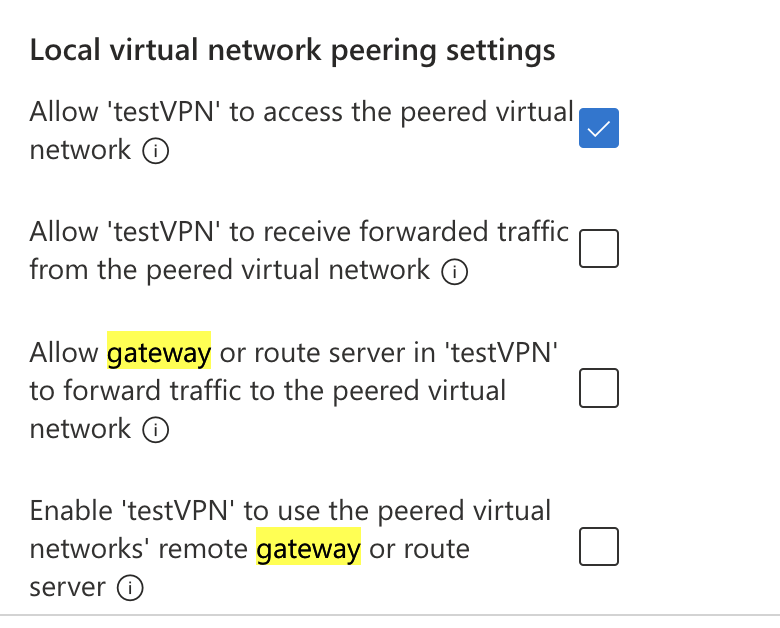 Local virtual network peering settings
Allow 'testVPN' to access the peered virtual
network
Allow 'testVPN' to receive forwarded traffic
from the peered virtual network
Allow gateway or route server in 'testVPN'
to forward traffic to the peered virtual
network
Enable 'testVPN' to use the peered virtual
networks' remote gateway or route
server